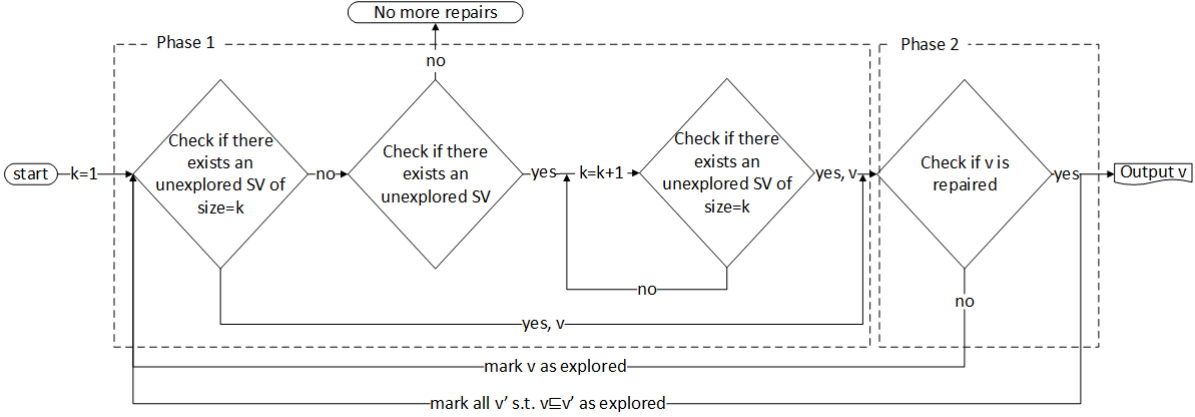 No more repairs
Phase 1
Phase 2
no
start
k=1
Check if there
exists an
unexplored SV of
size=k
no
Check if there
exists an
unexplored SV
yes
k=k+1
Check if there
exists an
unexplored SV of
size=k
yes, v
Check if v is
repaired
yes
Output v
no
no
yes, v
mark v as explored
mark all v’ s.t. v⊑v’ as explored